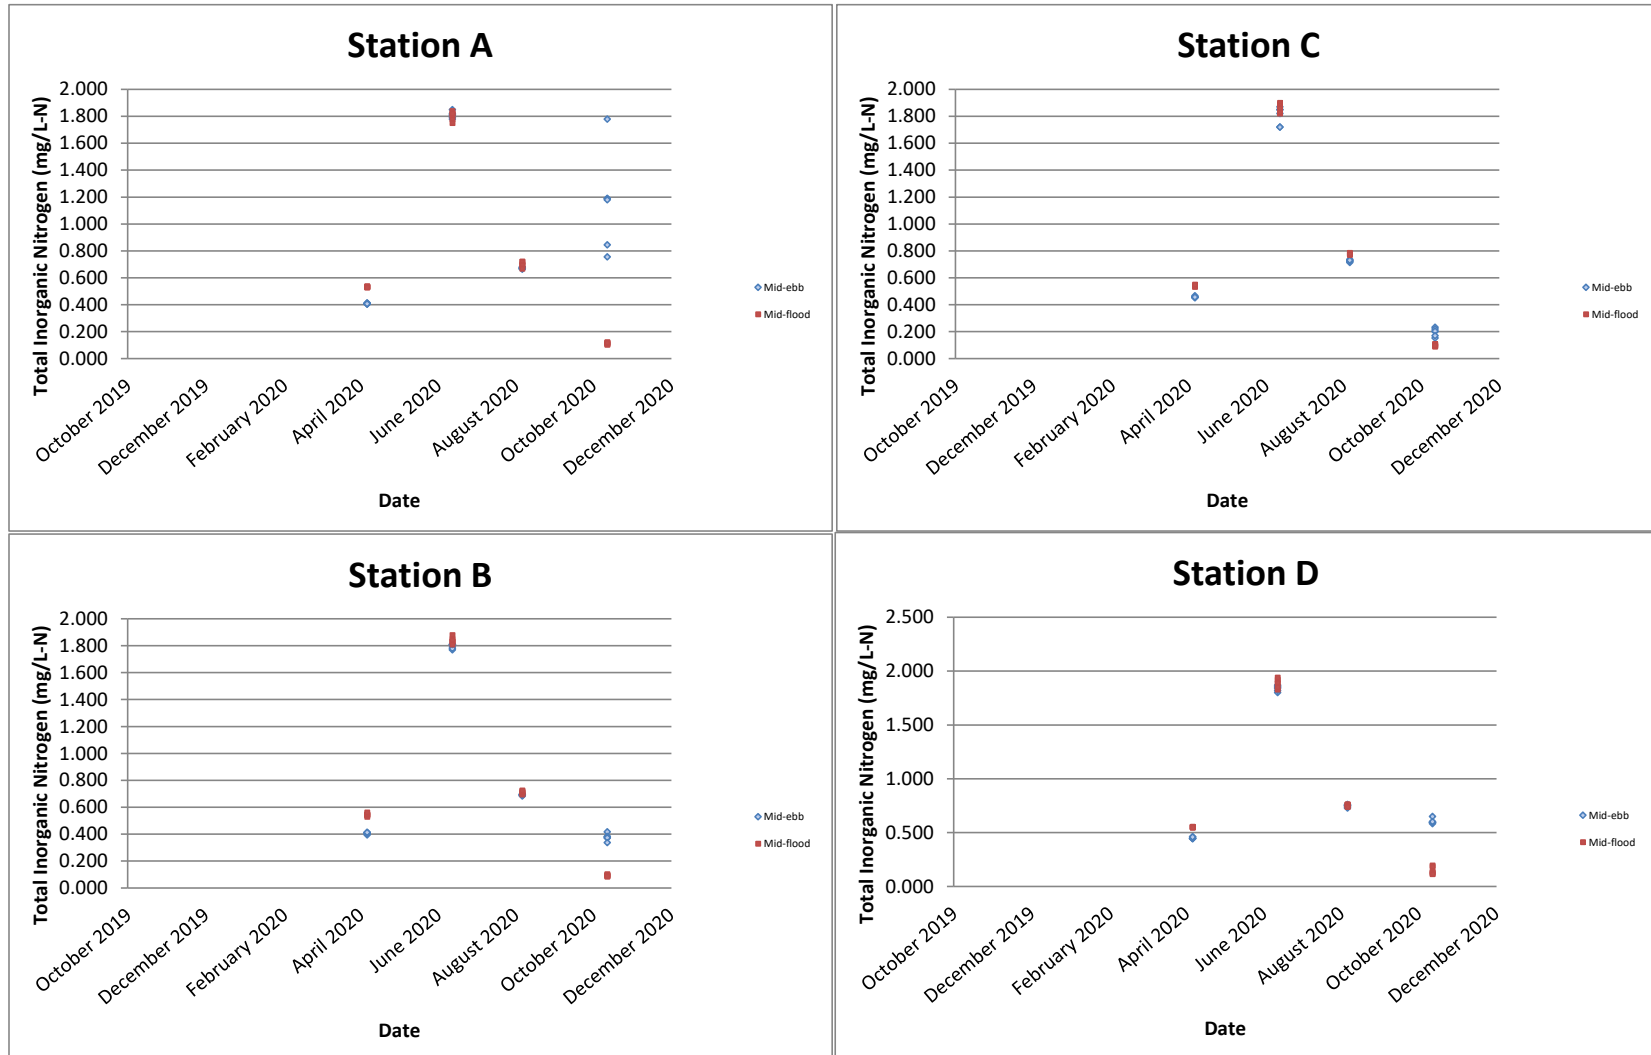 Station A
Total Inorganic Nitrogen (mg/L-N)
2.000
1.800
1.600
1.400
1.200
1.000
0.800
0.600
0.400
0.200
0.000
October 2019
December 2019
February 2020
April 2020
June 2020
August 2020
October 2020
December 2020
Date
Mid-ebb
Mid-flood
Station C
Total Inorganic Nitrogen (mg/L-N)
2.000
1.800
1.600
1.400
1.200
1.000
0.800
0.600
0.400
0.200
0.000
October 2019
December 2019
February 2020
April 2020
June 2020
August 2020
October 2020
December 2020
Date
Mid-ebb
Mid-flood
Station B
Total Inorganic Nitrogen (mg/L-N)
2.000
1.800
1.600
1.400
1.200
1.000
0.800
0.600
0.400
0.200
0.000
October 2019
December 2019
February 2020
April 2020
June 2020
August 2020
October 2020
December 2020
Date
Mid-ebb
Mid-flood
Station D
Total Inorganic Nitrogen (mg/L-N)
2.500
2.000
1.500
1.000
0.500
0.000
October 2019
December 2019
February 2020
April 2020
June 2020
August 2020
October 2020
December 2020
Date
Mid-ebb
Mid-flood